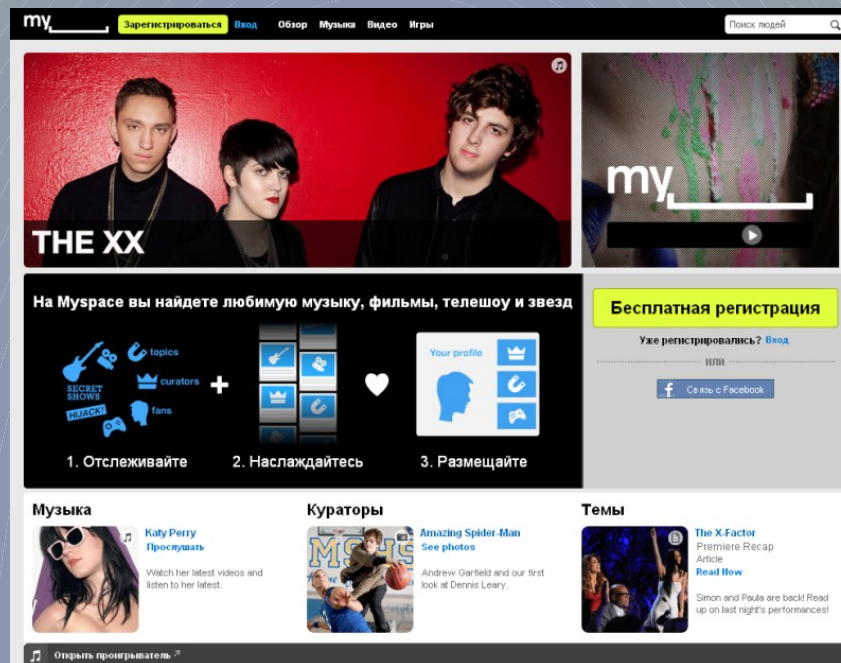 my
Зарегистрироваться Вход Обзор Музыка Видео Игры
Поиск людей
THE XX
my
На Myspace вы найдете любимую музыку, фильмы, телешоу и звезд
topics
curators
SECRET
SHOWS
HIJACK!
fans
Your profile
1. Отслеживайте 2. Наслаждайтесь 3. Размещайте
Бесплатная регистрация
Уже регистрировались? Вход
или
Связь с Facebook
Музыка
Katy Perry
Прослушать
Watch her latest videos and
listen to her latest.
Кураторы
MSHS
Amazing Spider-Man
See photos
Andrew Garfield and our first
look at Dennis Leary.
Темы
The X-Factor
Premiere Recap
Article
Read Now
Simon and Paula are back! Read
up on last night's performances!
Открыть проигрыватель